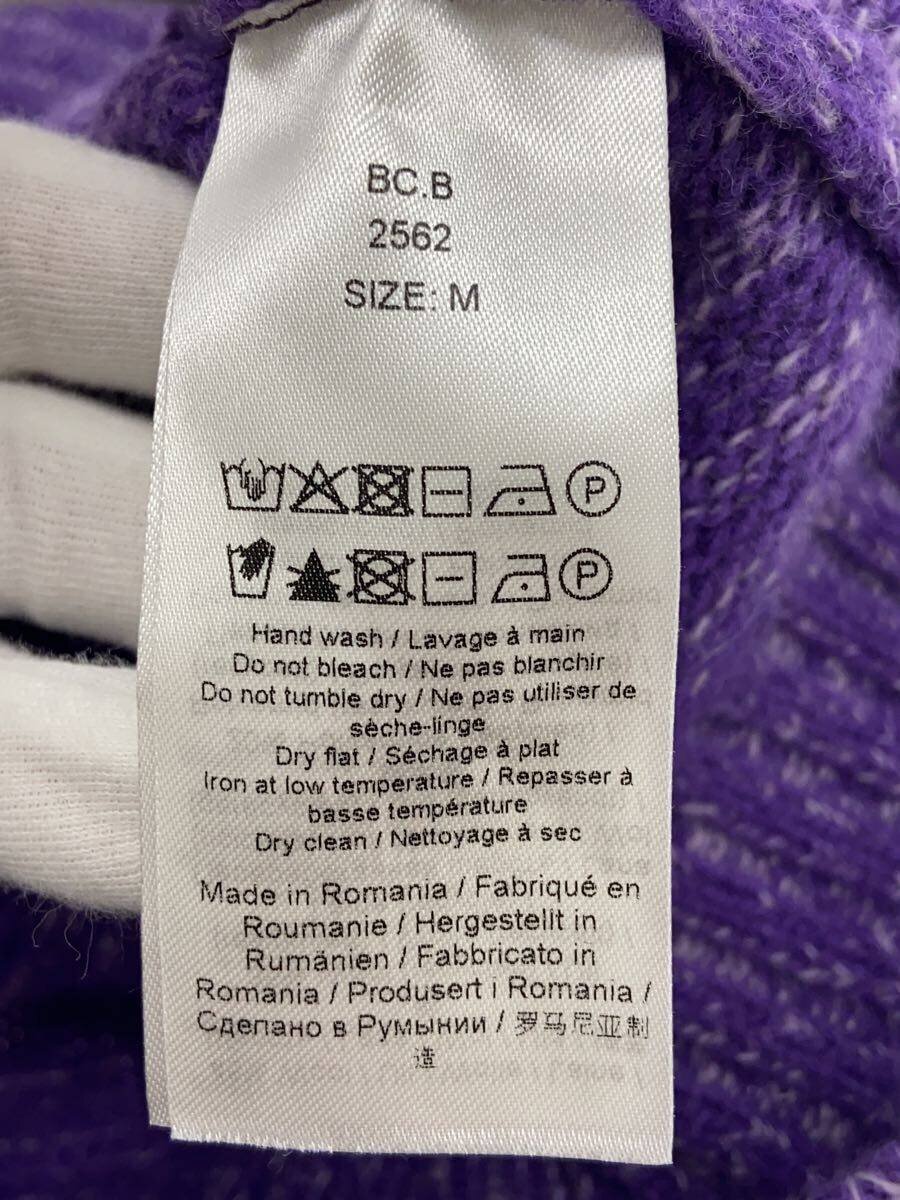 BC.B
2562
SIZE: M
P
P
Hand wash / Lavage à main
Do not bleach / Ne pas blanchir
Do not tumble dry / Ne pas utiliser de
sèche-linge
Dry flat / Séchage à plat
Iron at low temperature / Repasser à
basse température
Dry clean / Nettoyage à sec
Made in Romania / Fabriqué en
Roumanie / Hergestellt in
Rumänien / Fabbricato in
Romania / Produsert i Romania /
Сделано в Румынии / 罗马尼亚制
造